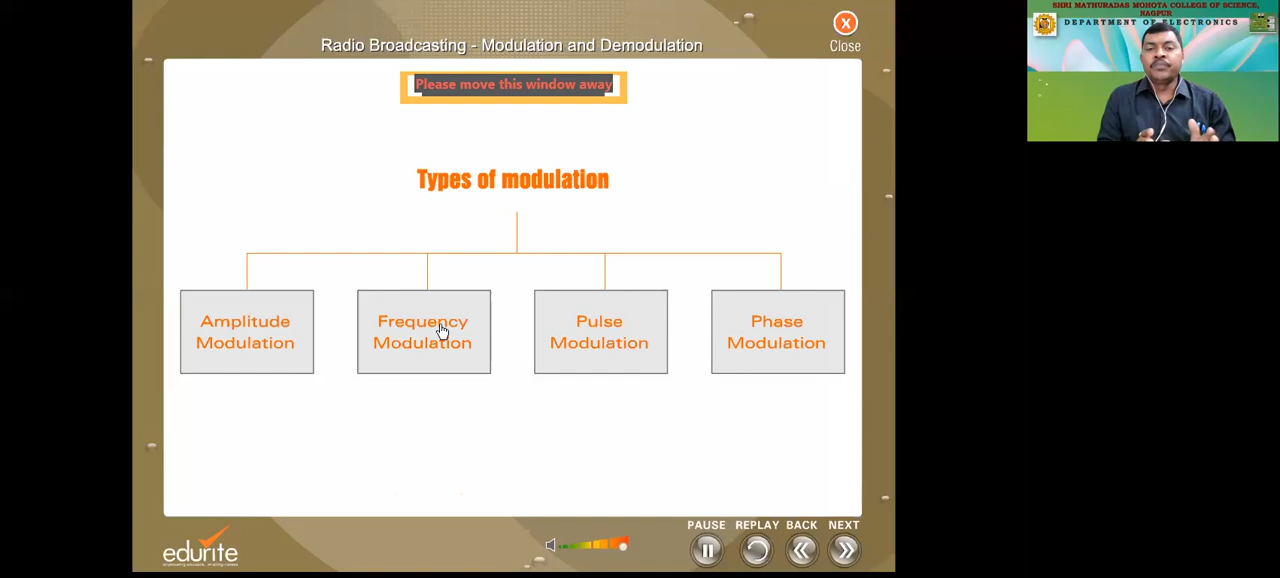 SHRI MATHURADAS MOHOTA COLLEGE OF SCIENCE,
NAGPUR
DEPARTMENT OF ELECTRONICS
Radio Broadcasting - Modulation and Demodulation
Close
Please move this window away
Types of modulation
Amplitude
Modulation
Frequency
Modulation
Pulse
Modulation
Phase
Modulation
PAUSE REPLAY BACK NEXT
edurite